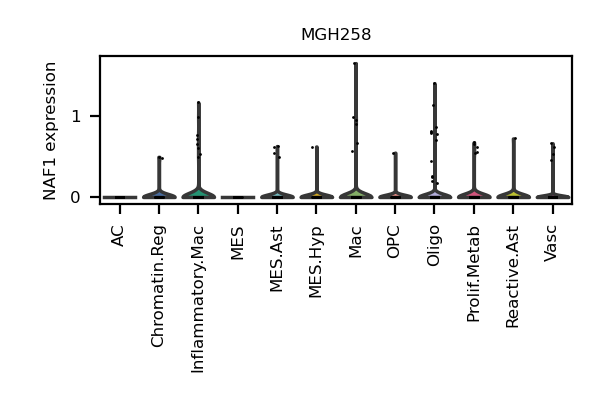 MGH258
NAF1 expression
1
0
AC
Chromatin.Reg
Inflammatory.Mac
MES
MES.Ast
MES.Hyp
Mac
OPC
Oligo
Prolif.Metab
Reactive.Ast
Vasc